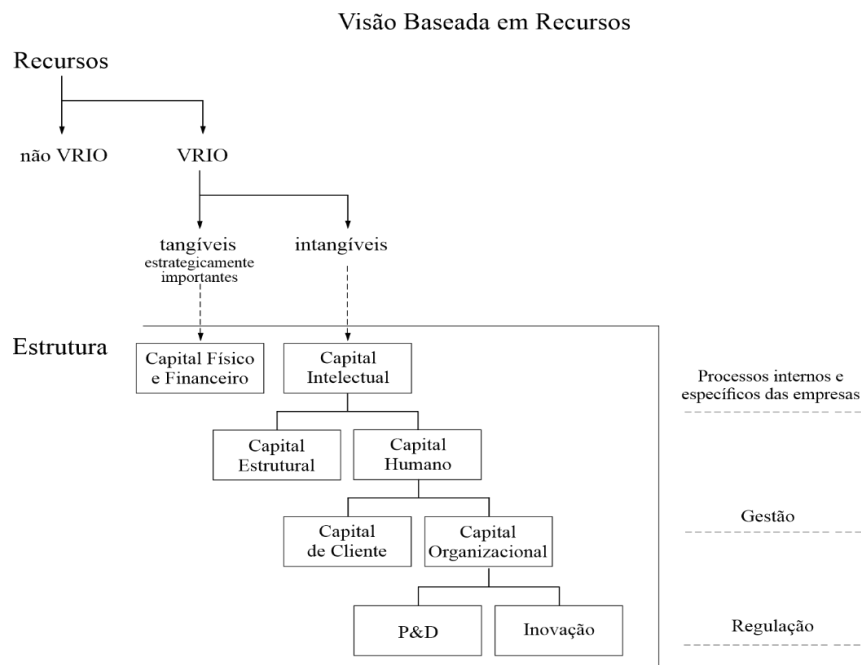 Visão Baseada em Recursos
Recursos
não VRIO
VRIO
tangíveis
estrategicamente
importantes
intangíveis
Estrutura
Capital Físico
e Financeiro
Capital
Intelectual
Processos internos e
específicos das empresas
Capital
Estrutural
Capital
Humano
Capital
de Cliente
Capital
Organizacional
Gestão
P&D
Inovação
Regulação